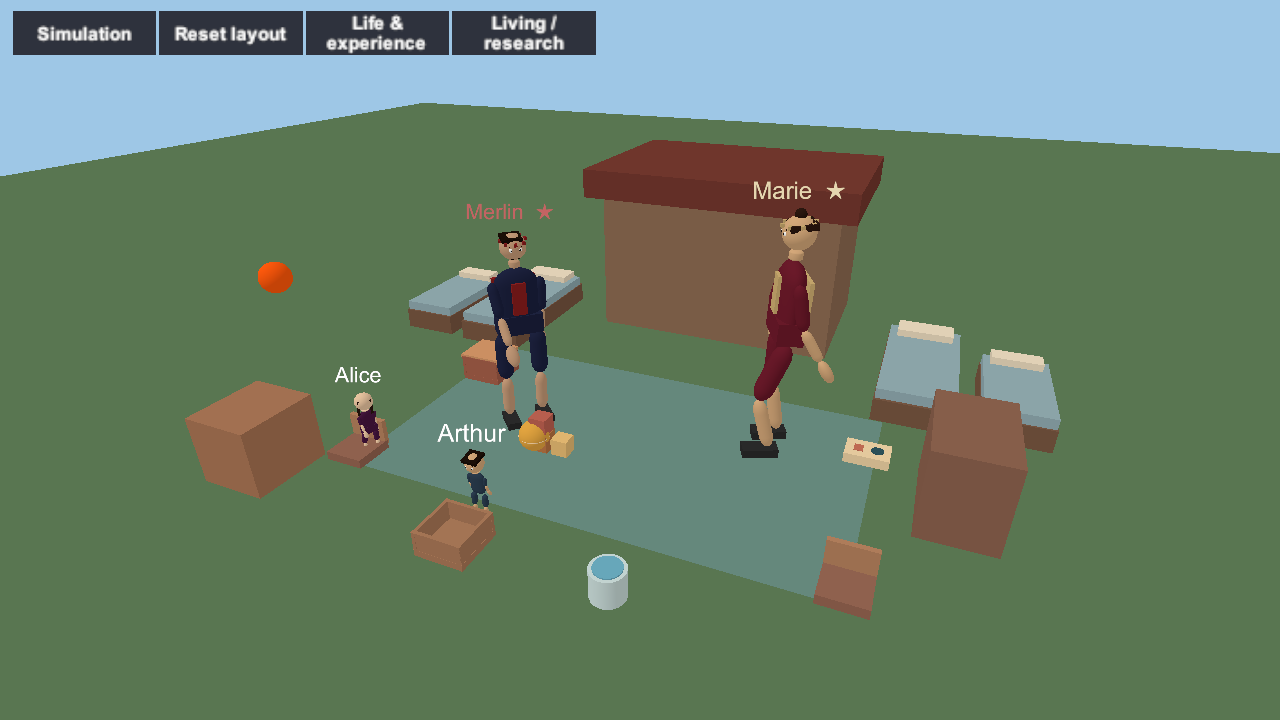 Simulation
Reset layout
Life &
experience
Living /
research
Marie ★
Merlin ★
Alice
Arthur